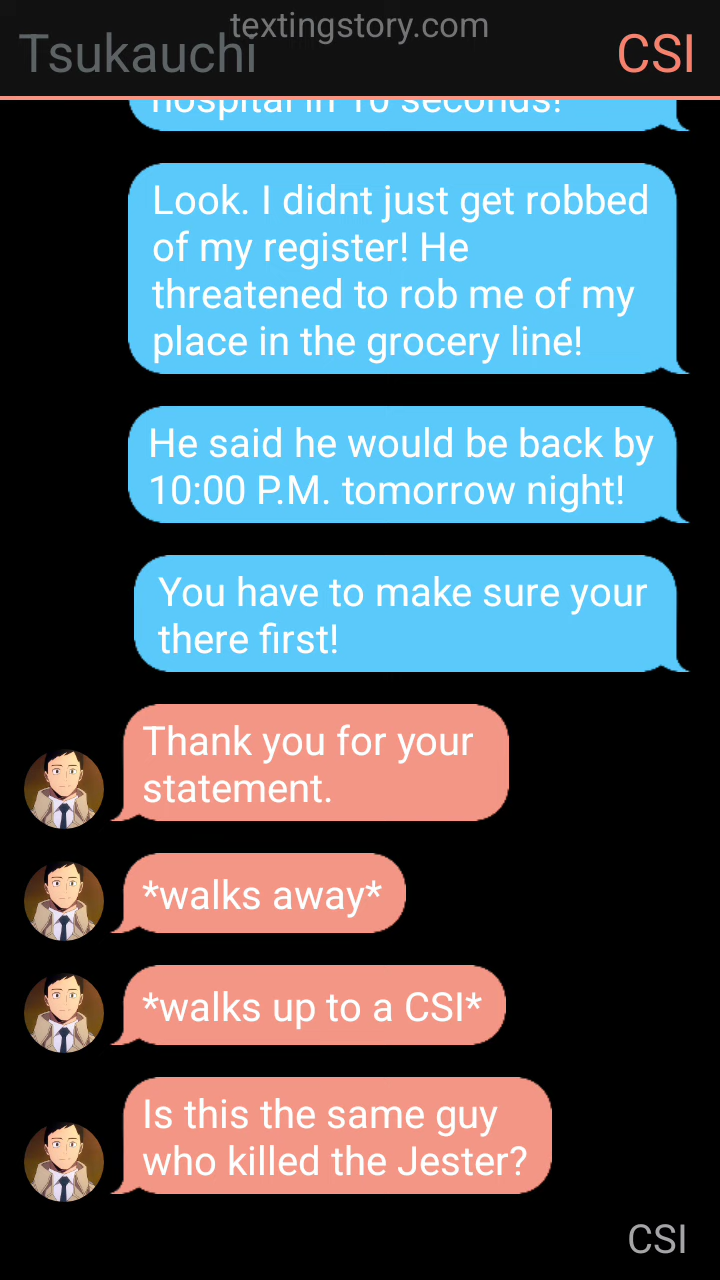 textingstory.com
Tsukauchi
CSI
hospital in 10 seconds!
Look. I didnt just get robbed
of my register! He
threatened to rob me of my
place in the grocery line!
He said he would be back by
10:00 P.M. tomorrow night!
You have to make sure your
there first!
Thank you for your
statement.
*walks away*
*walks up to a CSI*
Is this the same guy
who killed the Jester?
CSI